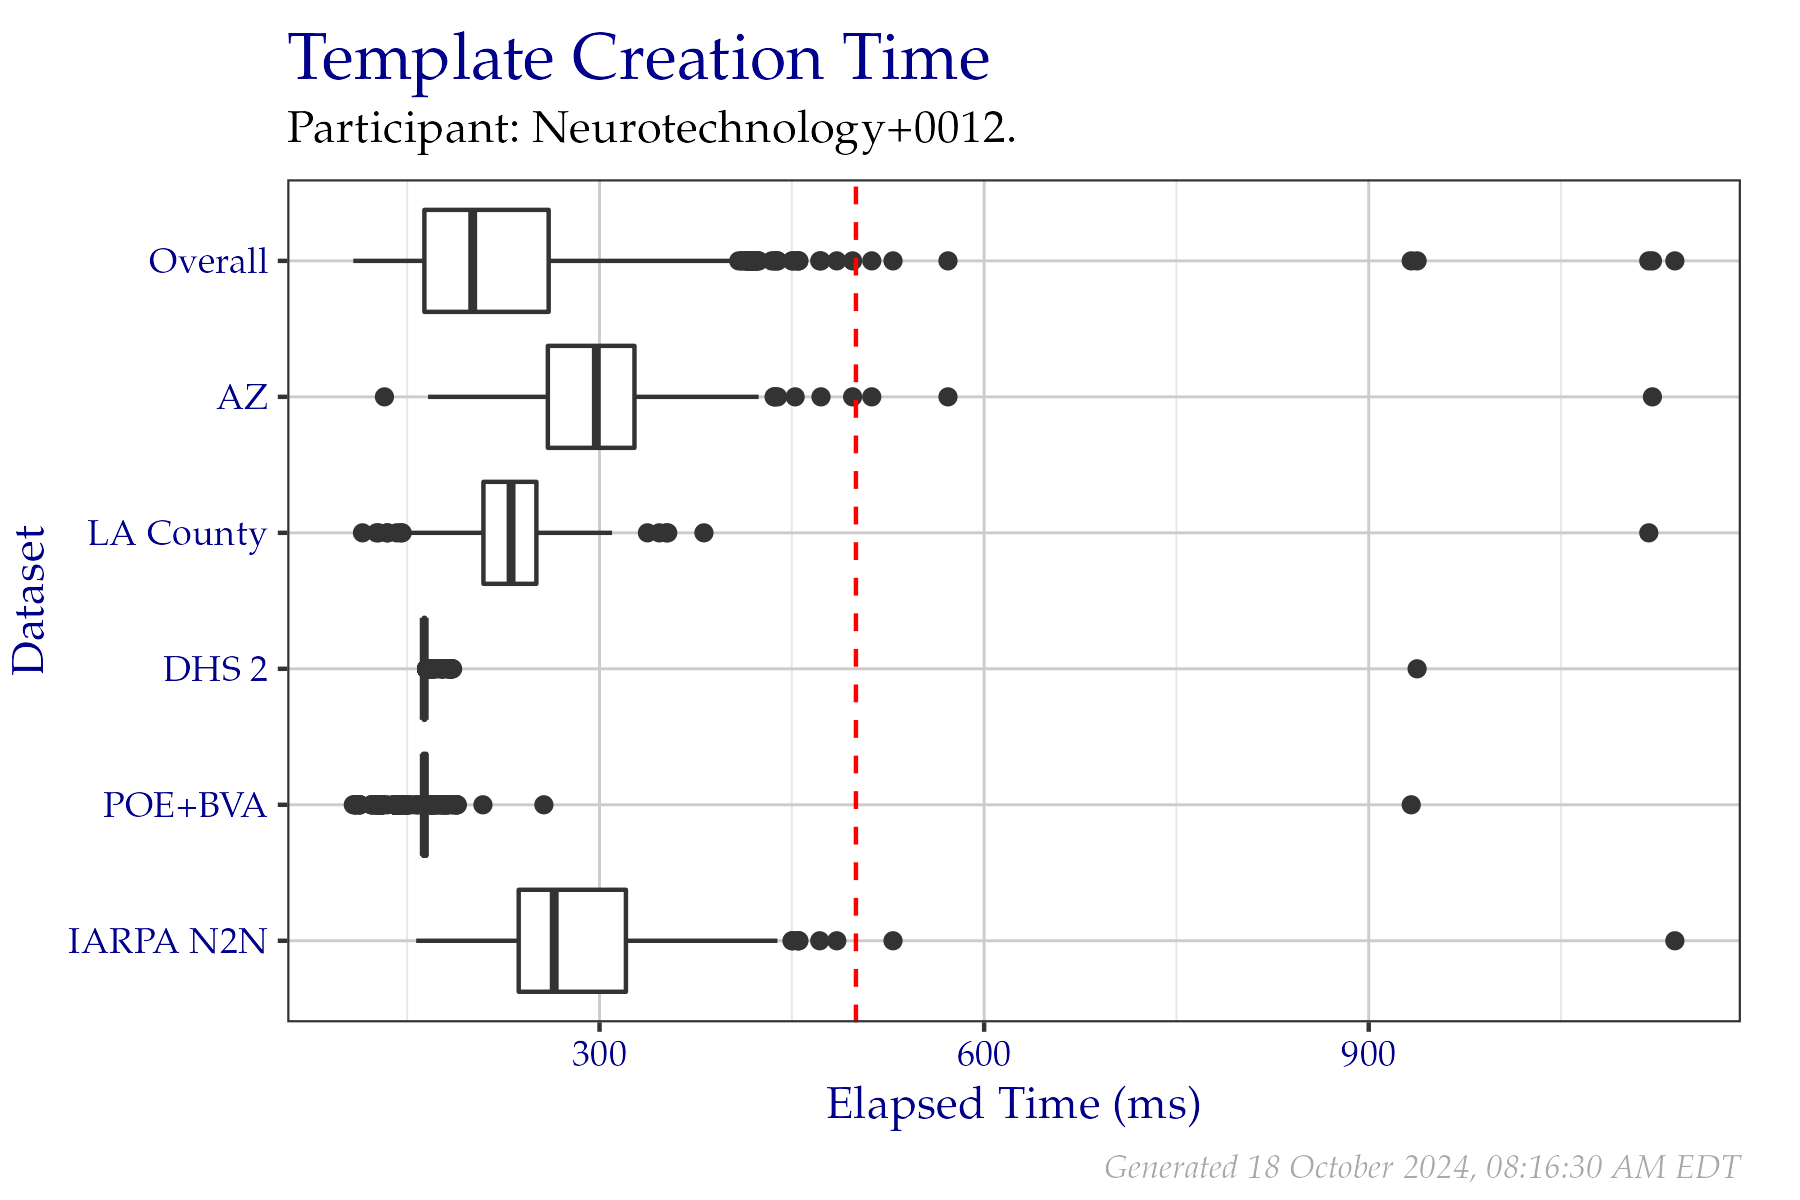 Template Creation Time
Participant: Neurotechnology+0012.
Dataset
Overall
AZ
LA County
DHS 2
POE+BVA
IARPA N2N
300 600 900
Elapsed Time (ms)
Generated 18 October 2024, 08:16:30 AM EDT